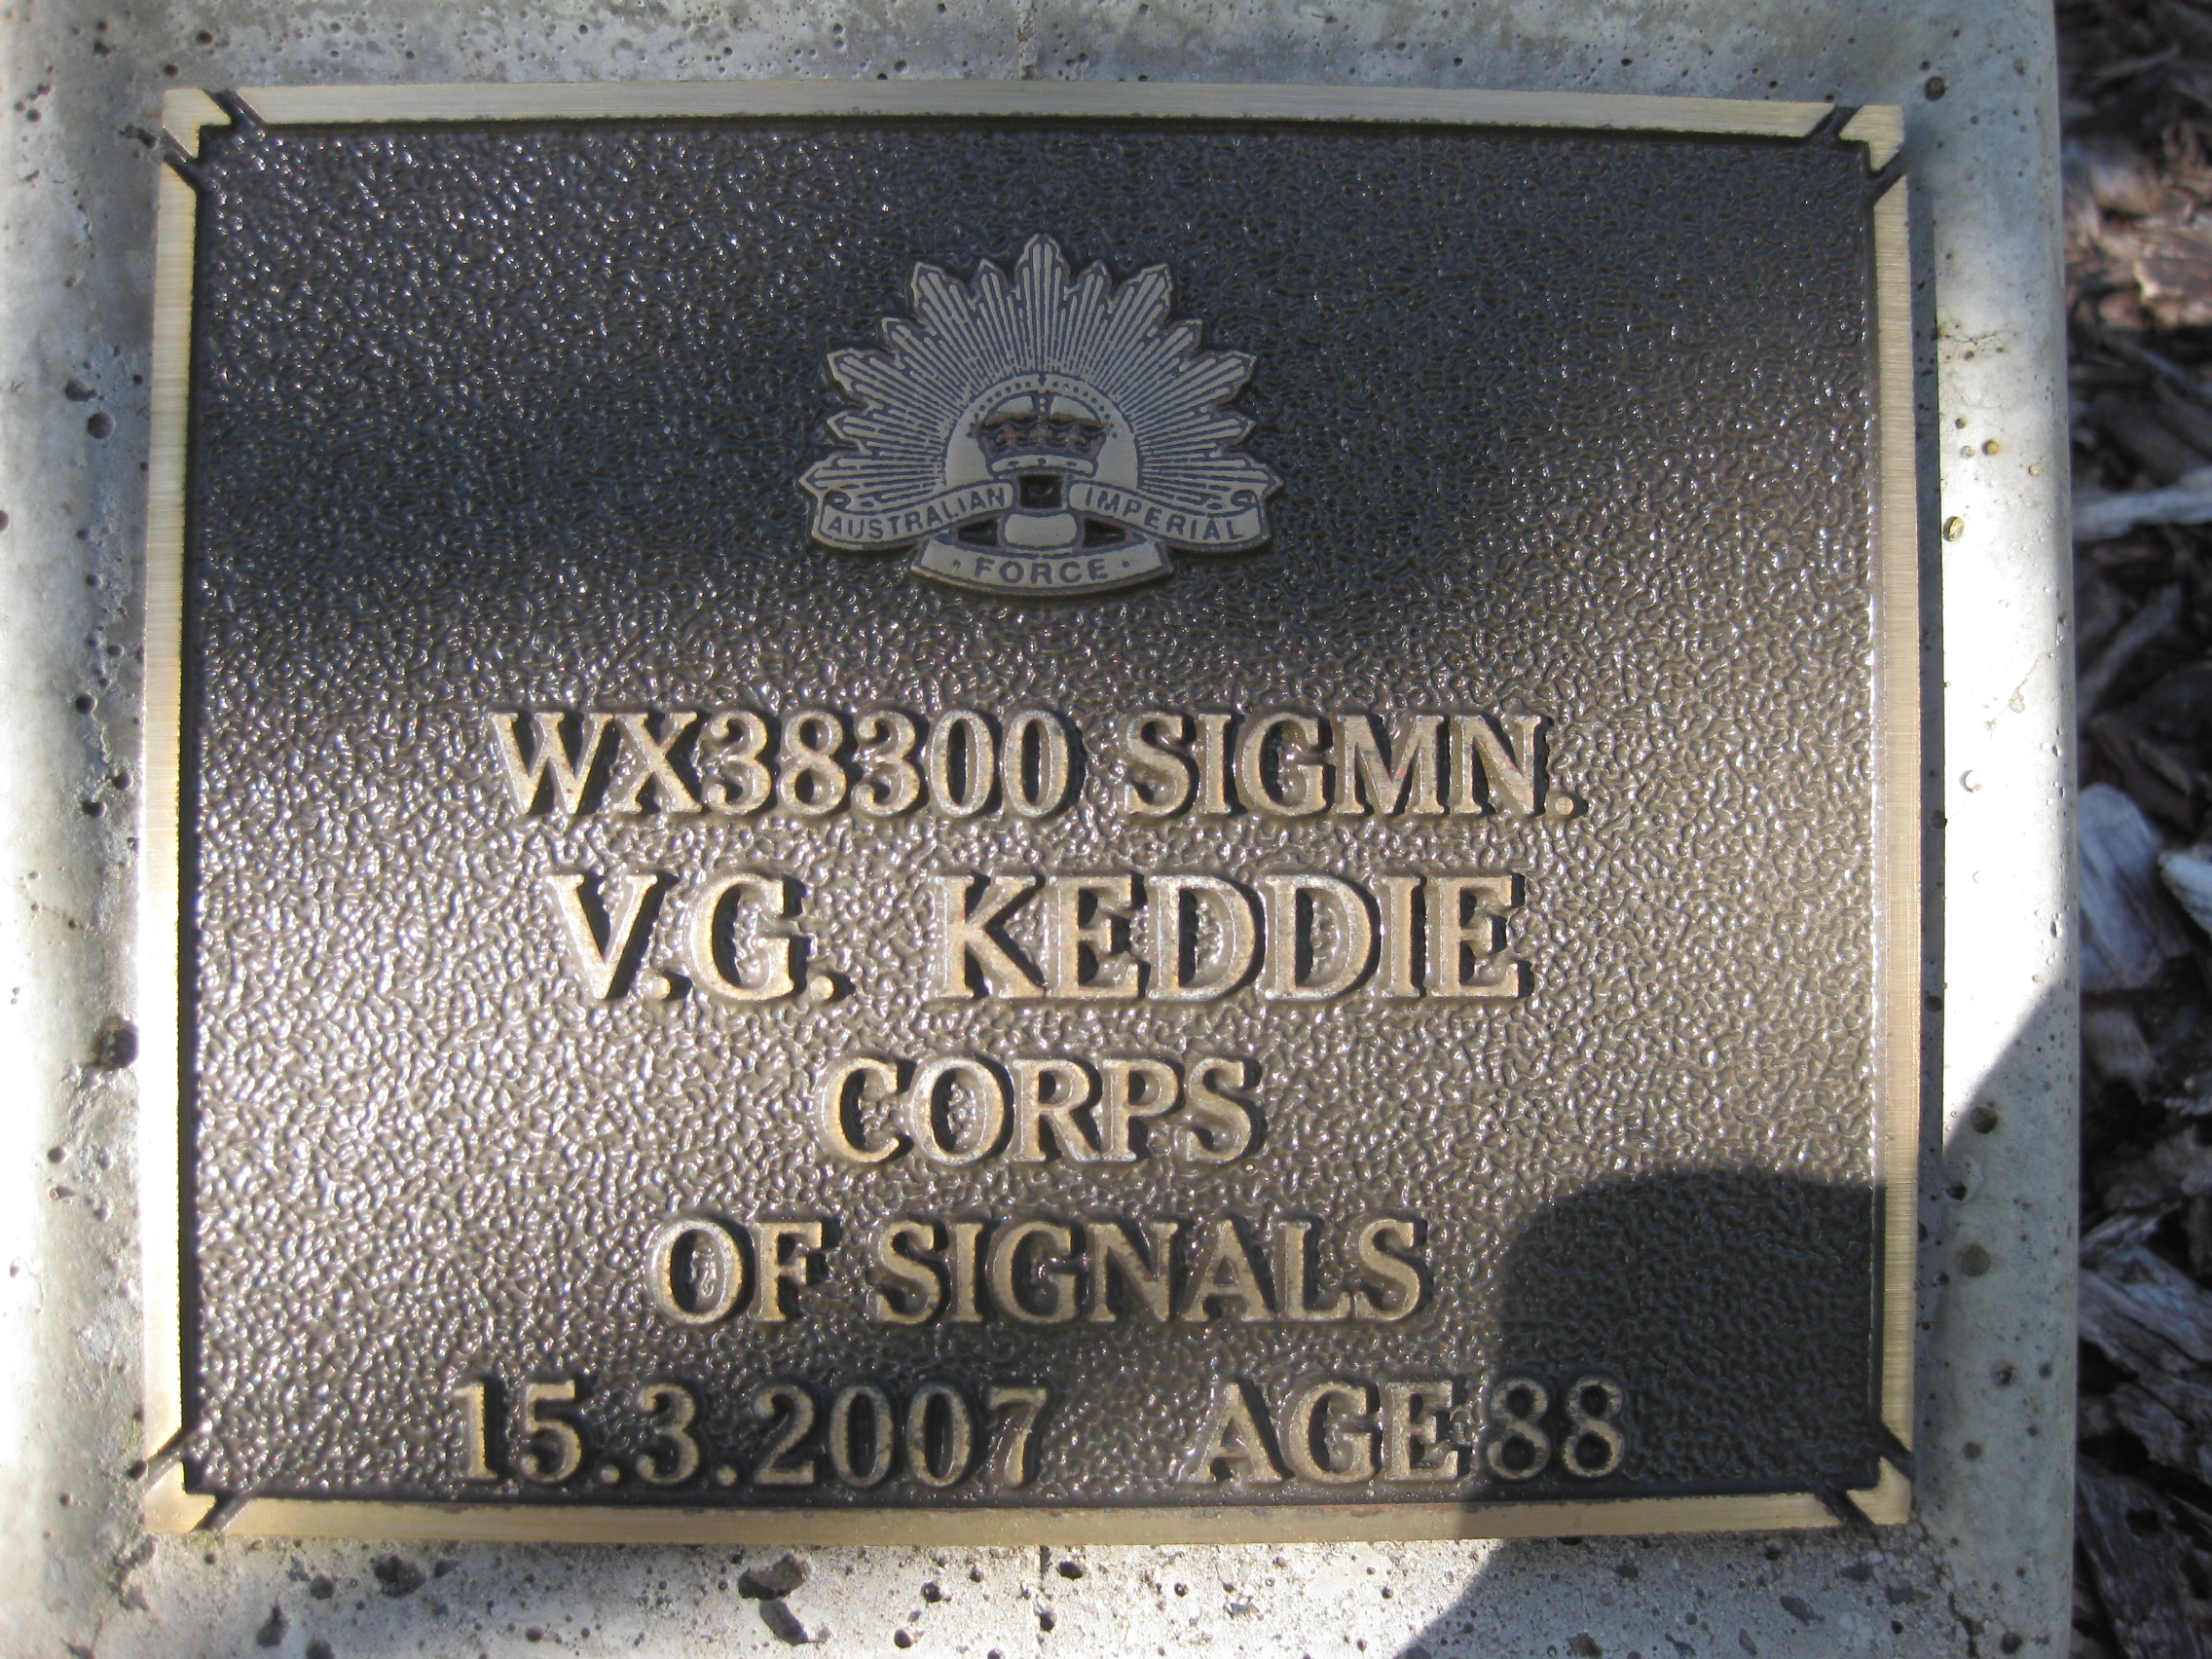 AUSTRALIAN IMPERIAL
FORCE
WX38300 SIGMN.
V.G. KEDDIE
CORPS
OF SIGNALS
15.3.2007 AGE 88